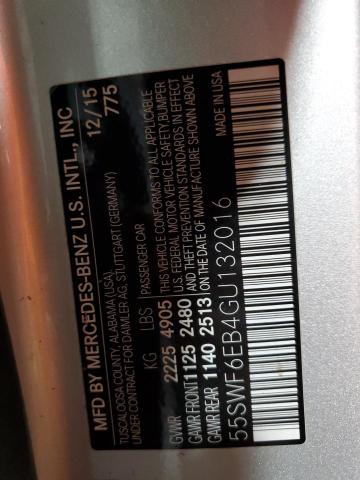 MFD BY MERCEDES-BENZ U.S. INTL., INC
TUSCALOOSA COUNTY, ALABAMA (USA),
UNDER CONTRACT FOR DAIMLER AG, STUTTGART (GERMANY)
12/15
775
KG LBS PASSENGER CAR
GVWR 2225 4905
GAWR FRONT 1125 2480
GAWR REAR 1140 2513
THIS VEHICLE CONFORMS TO ALL APPLICABLE
U.S. FEDERAL MOTOR VEHICLE SAFETY, BUMPER
AND THEFT PREVENTION STANDARDS IN EFFECT
ON THE DATE OF MANUFACTURE SHOWN ABOVE
55SWF6EB4GU132016
MADE IN USA